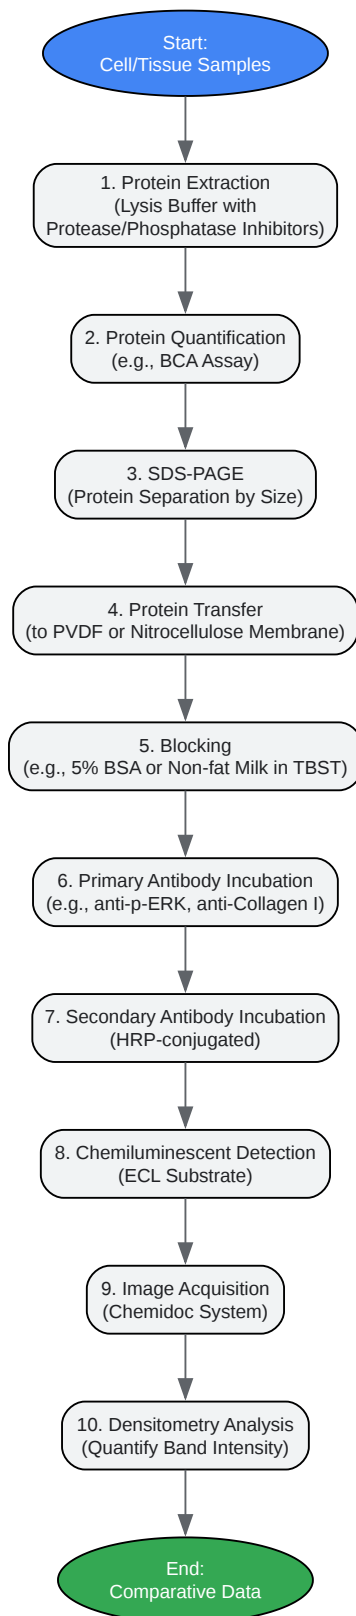 Start:
Cell/Tissue Samples
1. Protein Extraction
(Lysis Buffer with
Protease/Phosphatase Inhibitors)
2. Protein Quantification
(e.g., BCA Assay)
3. SDS-PAGE
(Protein Separation by Size)
4. Protein Transfer
(to PVDF or Nitrocellulose Membrane)
5. Blocking
(e.g., 5% BSA or Non-fat Milk in TBST)
6. Primary Antibody Incubation
(e.g., anti-p-ERK, anti-Collagen I)
7. Secondary Antibody Incubation
(HRP-conjugated)
8. Chemiluminescent Detection
(ECL Substrate)
9. Image Acquisition
(Chemidoc System)
10. Densitometry Analysis
(Quantify Band Intensity)
End:
Comparative Data